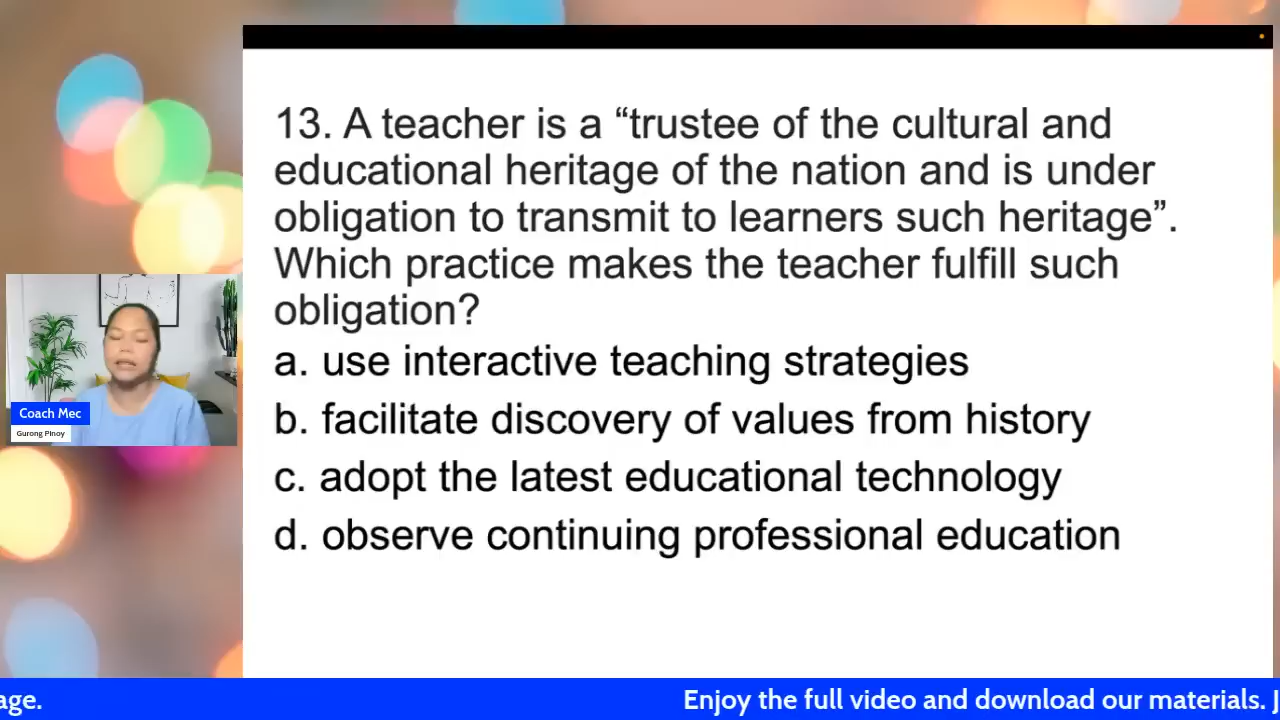 13. A teacher is a “trustee of the cultural and
educational heritage of the nation and is under
obligation to transmit to learners such heritage”.
Which practice makes the teacher fulfill such
obligation?
a. use interactive teaching strategies
b. facilitate discovery of values from history
c. adopt the latest educational technology
d. observe continuing professional education
Coach Mec
Gurong Pinoy
age.
Enjoy the full video and download our materials. J